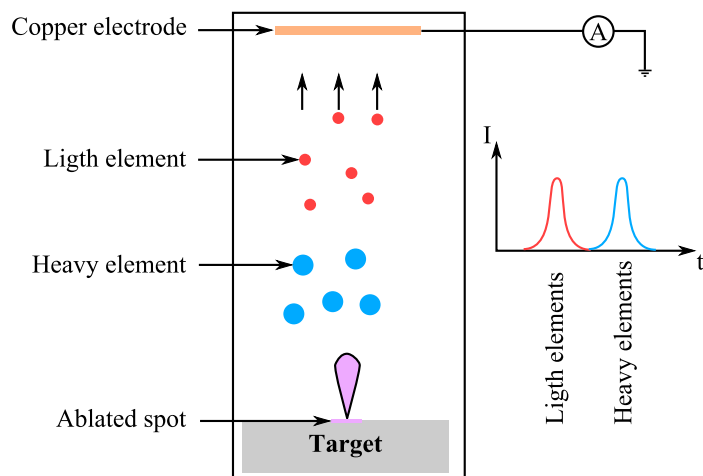 Copper electrode
A
Ligth element
I
t
Heavy element
Ligth elements
Heavy elements
Ablated spot
Target